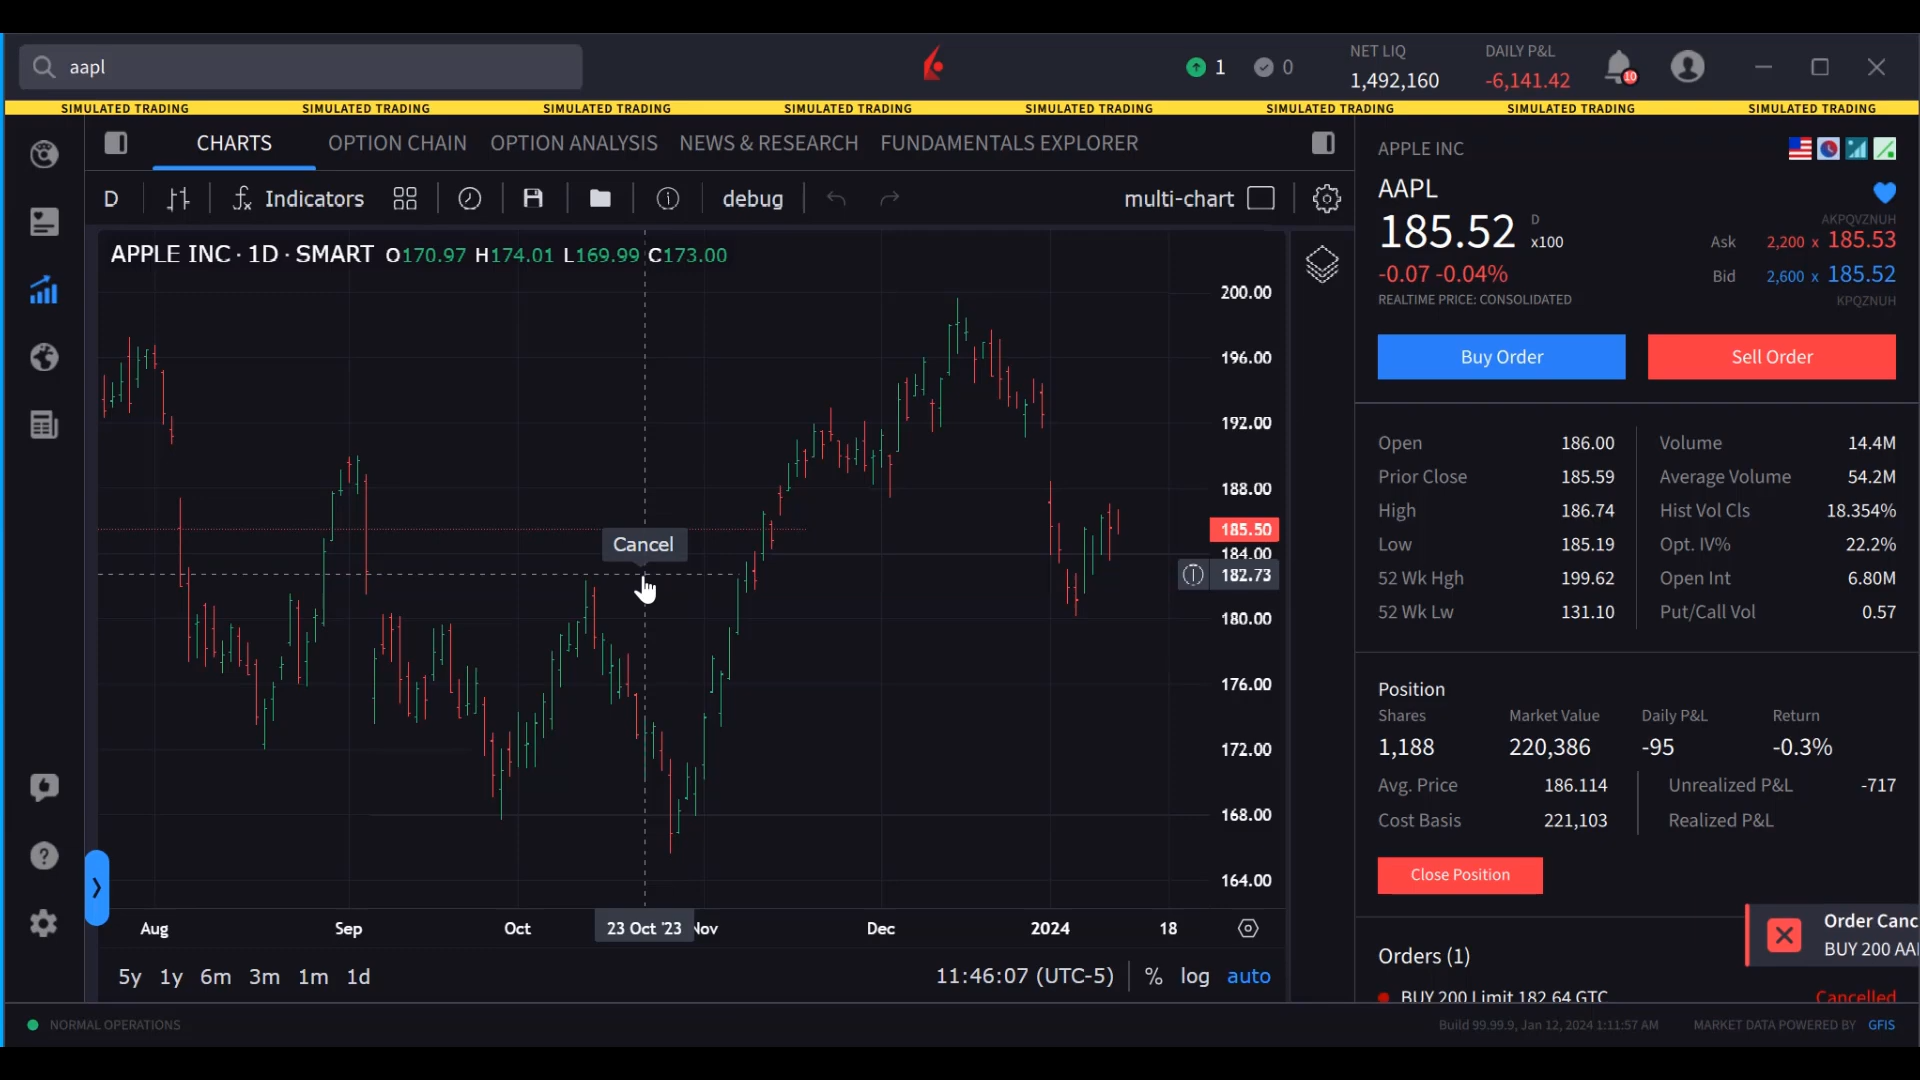 aapl
1
0
NET LIQ
1,492,160
DAILY P&L
-6,141.42
10
SIMULATED TRADING SIMULATED TRADING SIMULATED TRADING SIMULATED TRADING SIMULATED TRADING SIMULATED TRADING SIMULATED TRADING SIMULATED TRADING
CHARTS OPTION CHAIN OPTION ANALYSIS NEWS & RESEARCH FUNDAMENTALS EXPLORER
D Indicators debug multi-chart
APPLE INC · 1D · SMART O170.97 H174.01 L169.99 C173.00
200.00
196.00
192.00
188.00
185.50
184.00
182.73
180.00
176.00
172.00
168.00
164.00
Cancel
Aug Sep Oct 23 Oct '23 Nov Dec 2024 18
5y 1y 6m 3m 1m 1d 11:46:07 (UTC-5) % log auto
APPLE INC
AAPL
185.52 D x100
-0.07 -0.04%
REALTIME PRICE: CONSOLIDATED
AKPQVZNUH
Ask 2,200 x 185.53
Bid 2,600 x 185.52
KPQZNUH
Buy Order Sell Order
Open 186.00 Volume 14.4M
Prior Close 185.59 Average Volume 54.2M
High 186.74 Hist Vol Cls 18.354%
Low 185.19 Opt. IV% 22.2%
52 Wk Hgh 199.62 Open Int 6.80M
52 Wk Lw 131.10 Put/Call Vol 0.57
Position
Shares Market Value Daily P&L Return
1,188 220,386 -95 -0.3%
Avg. Price 186.114 Unrealized P&L -717
Cost Basis 221,103 Realized P&L
Close Position
Order Canc
BUY 200 AA
Orders (1)
BUY 200 Limit 182.64 GTC Cancelled
NORMAL OPERATIONS Build 99.99.9, Jan 12, 2024 1:11:57 AM MARKET DATA POWERED BY GFIS